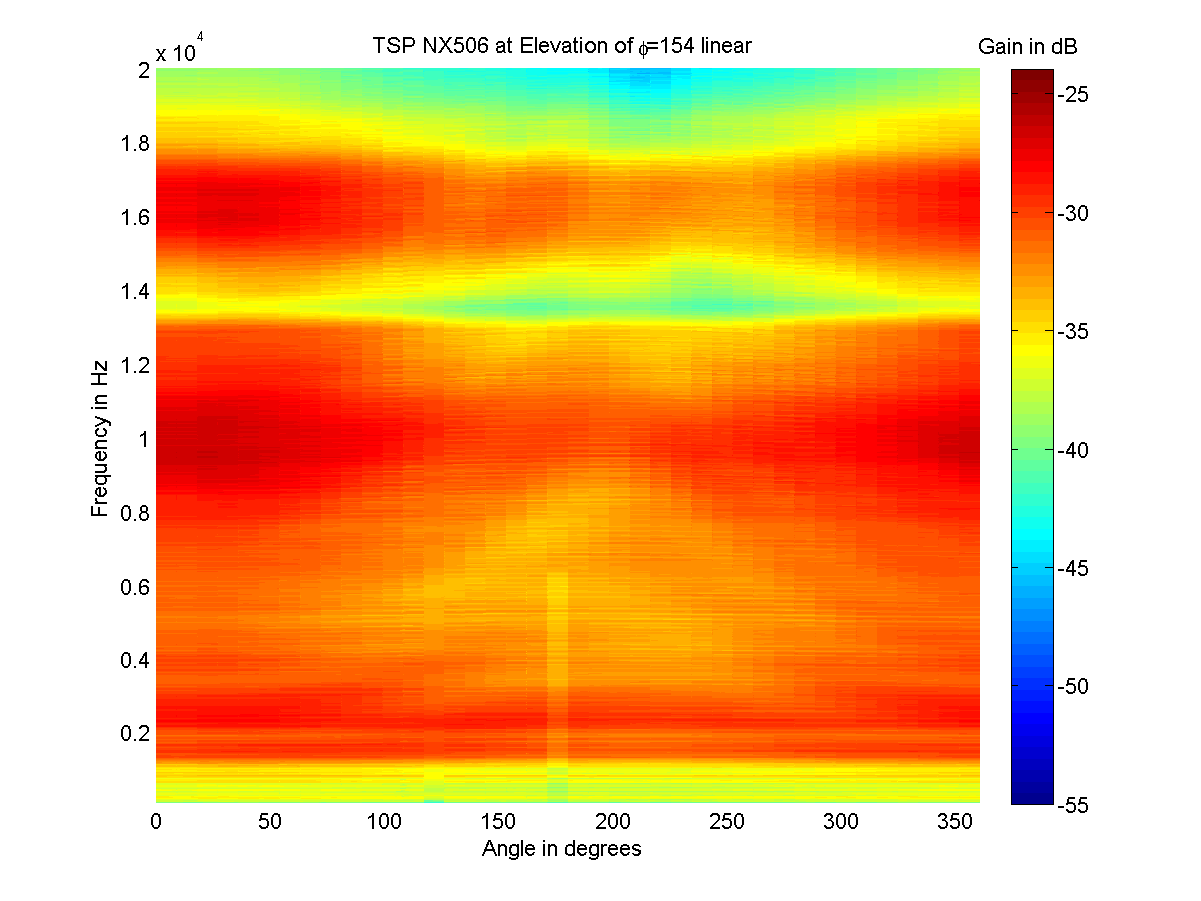 TSP NX506 at Elevation of ϕ=154 linear
Gain in dB
x 10^4
2
1.8
1.6
1.4
1.2
1
0.8
0.6
0.4
0.2
Frequency in Hz
0 50 100 150 200 250 300 350
Angle in degrees
-25
-30
-35
-40
-45
-50
-55